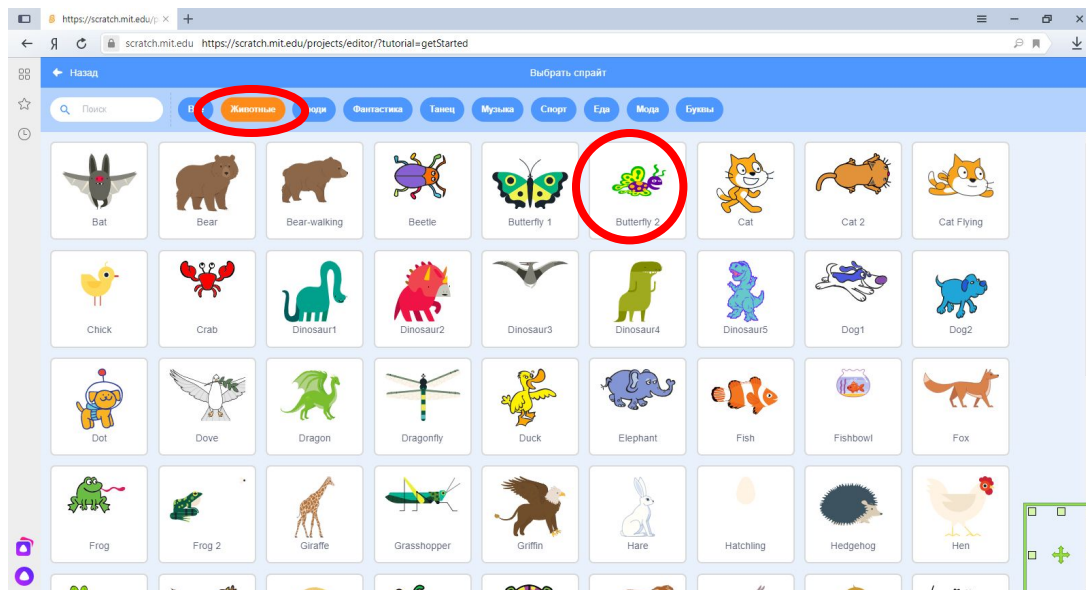 https://scratch.mit.edu/p
scratch.mit.edu https://scratch.mit.edu/projects/editor/?tutorial=getStarted
Назад
Выбрать спрайт
Поиск Животные Фантастика Танец Музыка Спорт Еда Мода Буквы
Bat Bear Bear-walking Beetle Butterfly 1 Butterfly 2 Cat Cat 2 Cat Flying
Chick Crab Dinosaur1 Dinosaur2 Dinosaur3 Dinosaur4 Dinosaur5 Dog1 Dog2
Dot Dove Dragon Dragonfly Duck Elephant Fish Fishbowl Fox
Frog Frog 2 Giraffe Grasshopper Griffin Hare Hatchling Hedgehog Hen